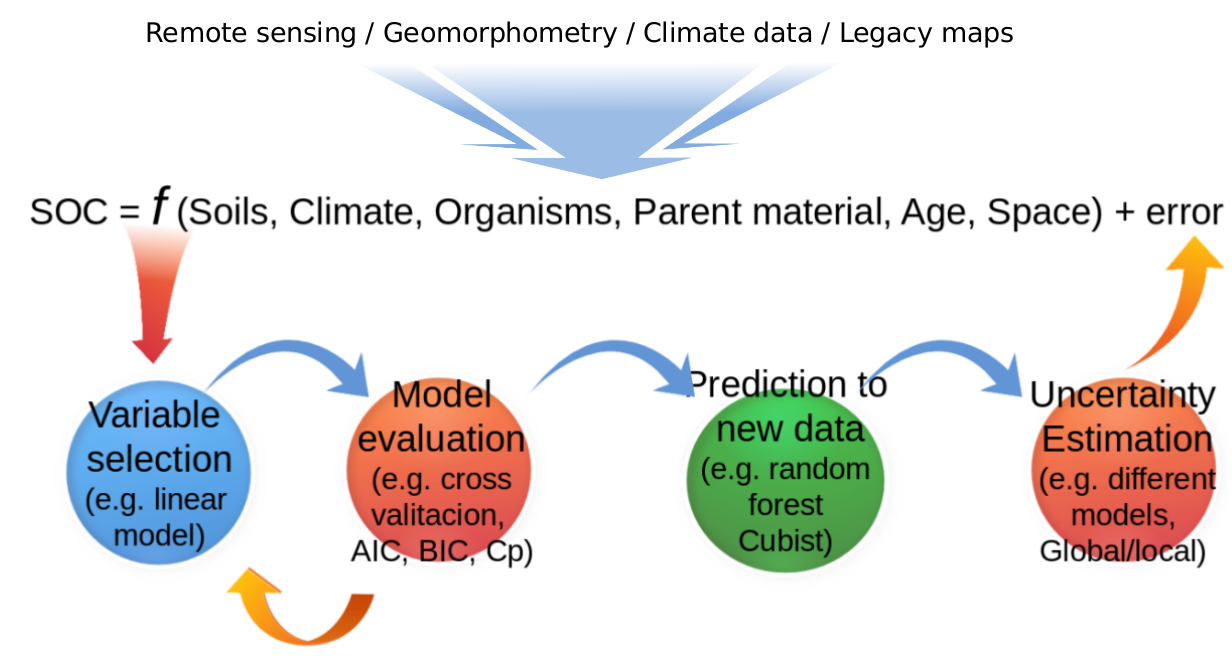 Remote sensing / Geomorphometry / Climate data / Legacy maps
SOC = f (Soils, Climate, Organisms, Parent material, Age, Space) + error
Variable
selection
(e.g. linear
model)
Model
evaluation
(e.g. cross
valitacion,
AIC, BIC, Cp)
Prediction to
new data
(e.g. random
forest
Cubist)
Uncertainty
Estimation
(e.g. different
models,
Global/local)